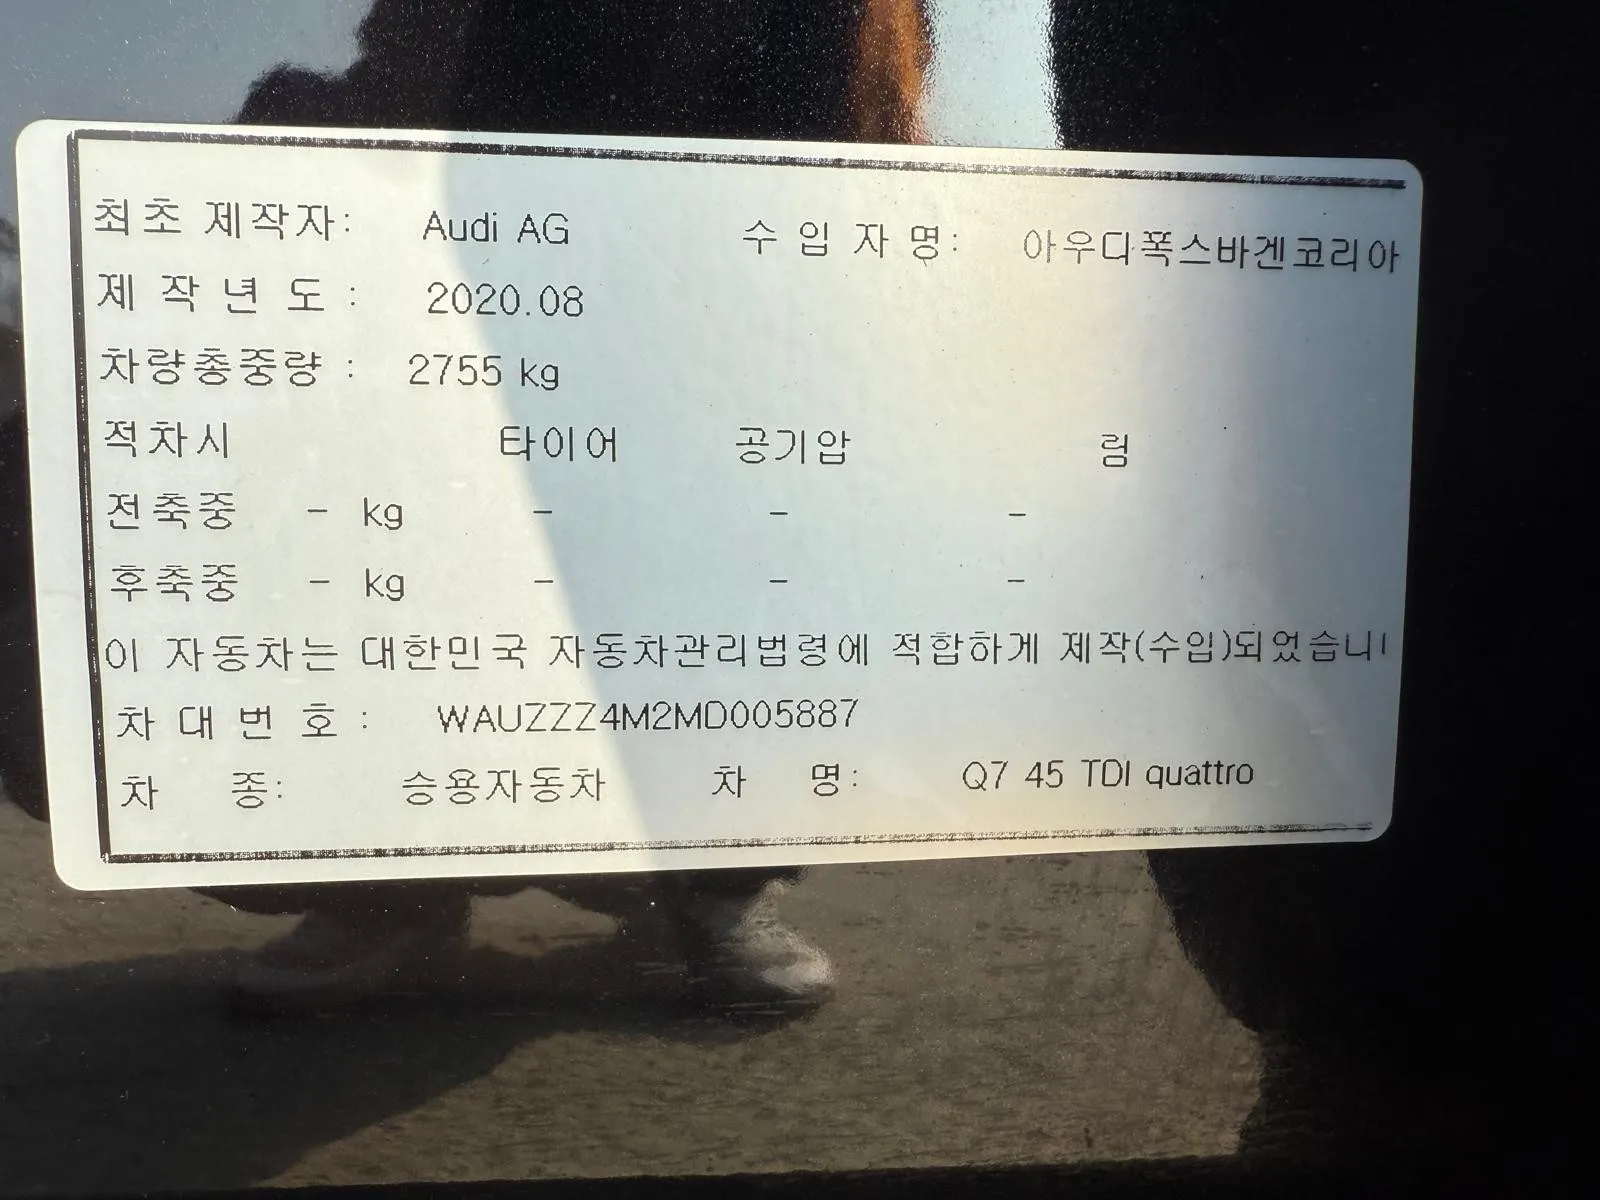 최초 제작자: Audi AG 수 입 자 명: 아우디폭스바겐코리아
제 작 년 도 : 2020.08
차량총중량 : 2755 kg
적차시 타이어 공기압 림
전축중 - kg - - -
후축중 - kg - - -
이 자동차는 대한민국 자동차관리법령에 적합하게 제작(수입)되었습니
차 대 번 호 : WAUZZZ4M2MD005887
차 종: 승용자동차 차 명: Q7 45 TDI quattro